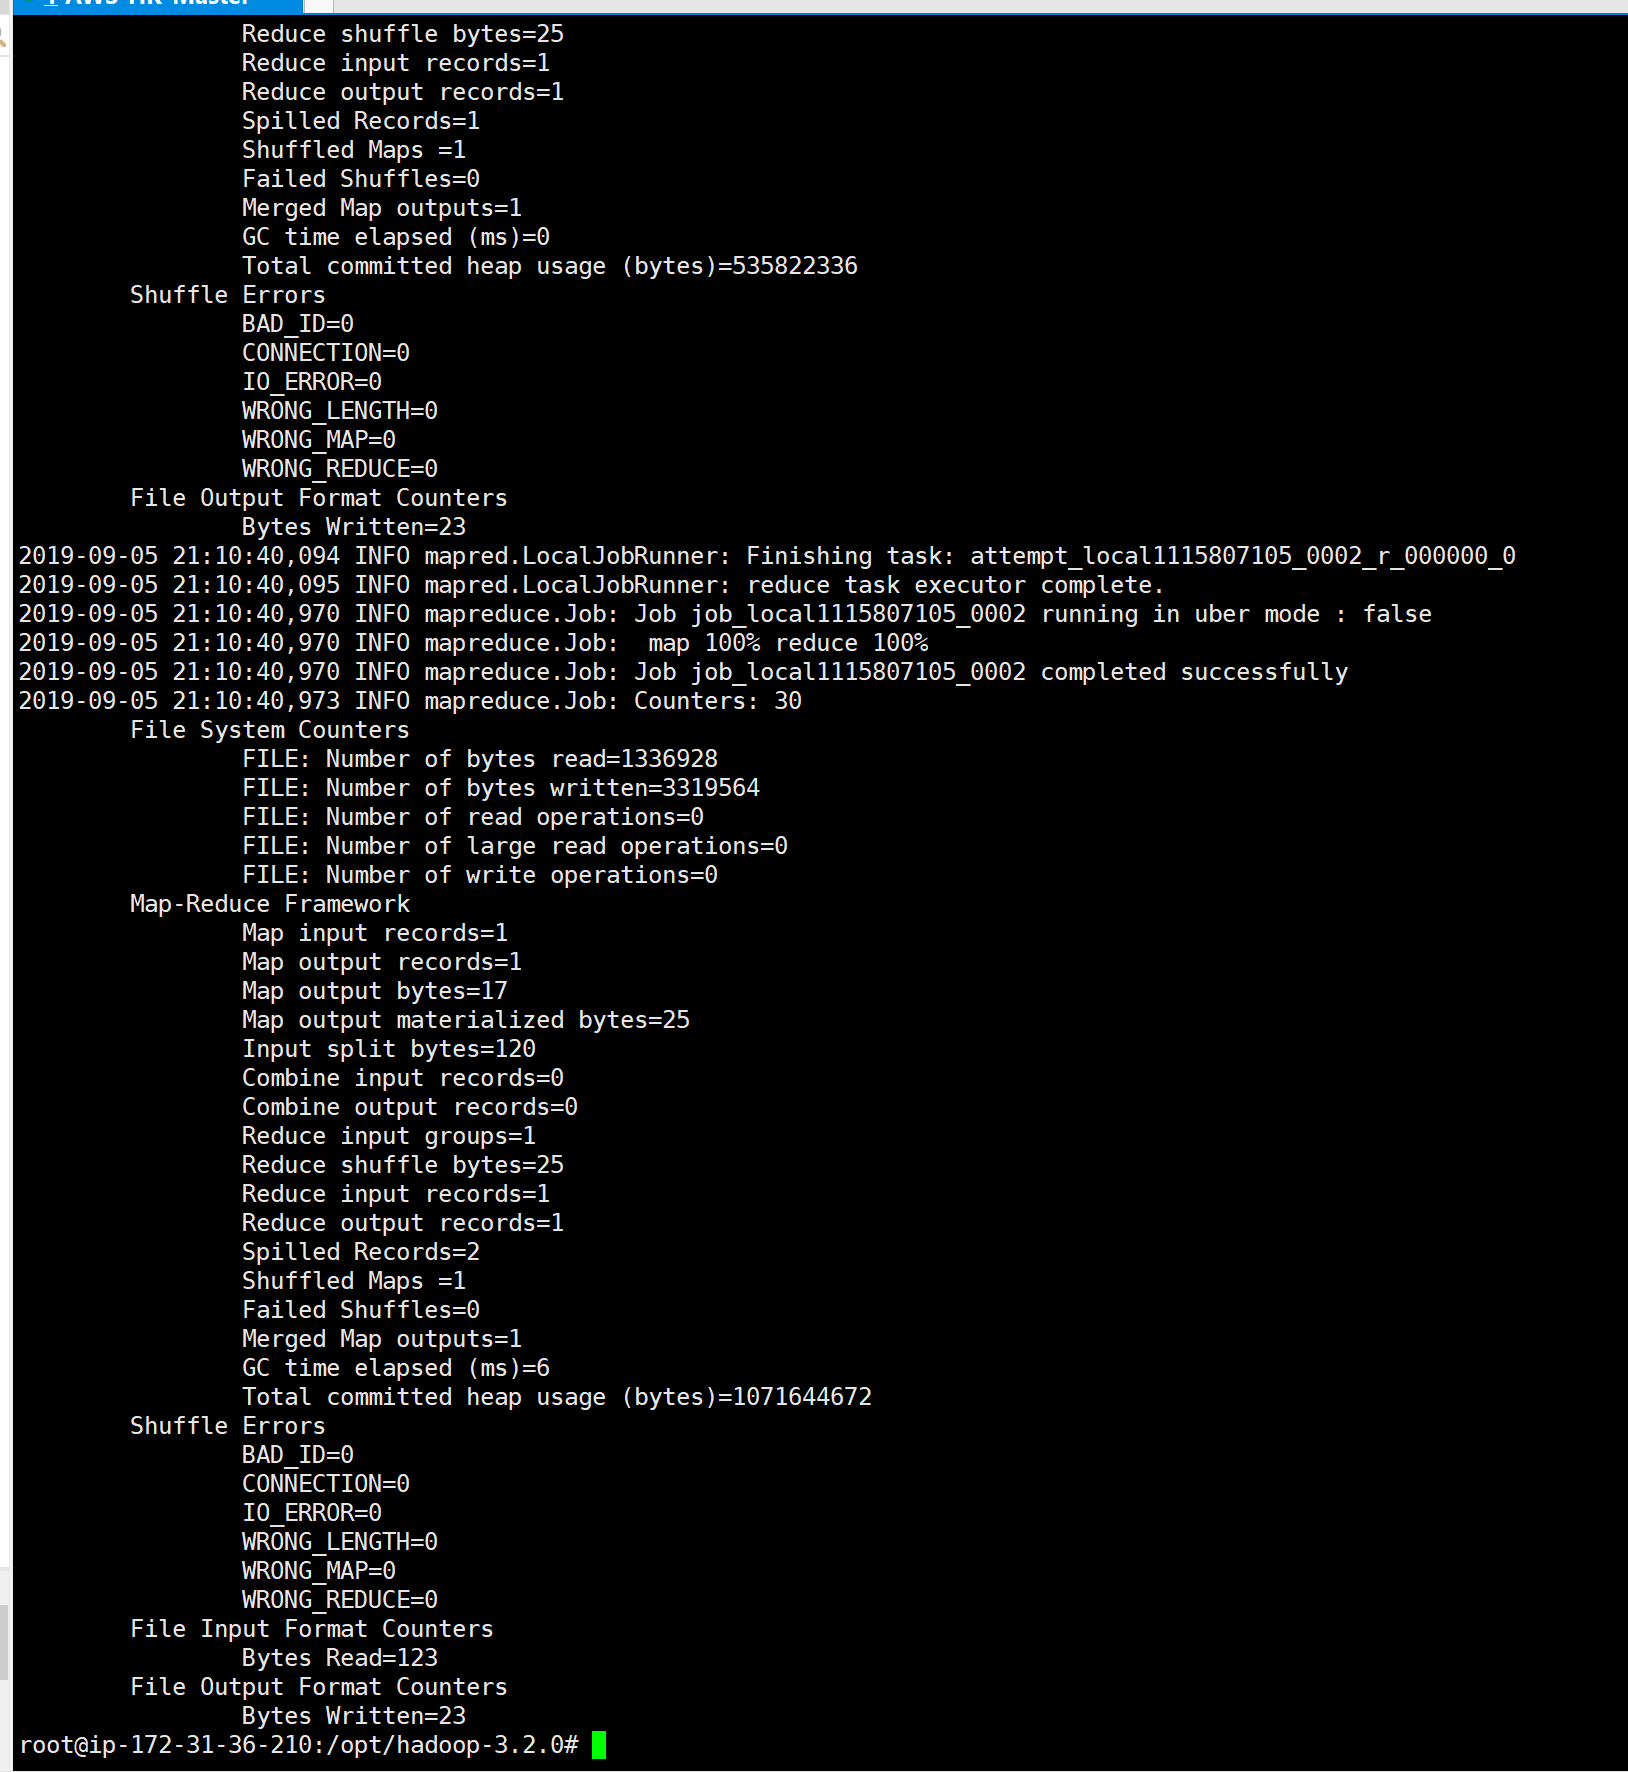 Reduce shuffle bytes=25
Reduce input records=1
Reduce output records=1
Spilled Records=1
Shuffled Maps =1
Failed Shuffles=0
Merged Map outputs=1
GC time elapsed (ms)=0
Total committed heap usage (bytes)=535822336
Shuffle Errors
BAD_ID=0
CONNECTION=0
IO_ERROR=0
WRONG_LENGTH=0
WRONG_MAP=0
WRONG_REDUCE=0
File Output Format Counters
Bytes Written=23
2019-09-05 21:10:40,094 INFO mapred.LocalJobRunner: Finishing task: attempt_local1115807105_0002_r_000000_0
2019-09-05 21:10:40,095 INFO mapred.LocalJobRunner: reduce task executor complete.
2019-09-05 21:10:40,970 INFO mapreduce.Job: Job job_local1115807105_0002 running in uber mode : false
2019-09-05 21:10:40,970 INFO mapreduce.Job:  map 100% reduce 100%
2019-09-05 21:10:40,970 INFO mapreduce.Job: Job job_local1115807105_0002 completed successfully
2019-09-05 21:10:40,973 INFO mapreduce.Job: Counters: 30
File System Counters
FILE: Number of bytes read=1336928
FILE: Number of bytes written=3319564
FILE: Number of read operations=0
FILE: Number of large read operations=0
FILE: Number of write operations=0
Map-Reduce Framework
Map input records=1
Map output records=1
Map output bytes=17
Map output materialized bytes=25
Input split bytes=120
Combine input records=0
Combine output records=0
Reduce input groups=1
Reduce shuffle bytes=25
Reduce input records=1
Reduce output records=1
Spilled Records=2
Shuffled Maps =1
Failed Shuffles=0
Merged Map outputs=1
GC time elapsed (ms)=6
Total committed heap usage (bytes)=1071644672
Shuffle Errors
BAD_ID=0
CONNECTION=0
IO_ERROR=0
WRONG_LENGTH=0
WRONG_MAP=0
WRONG_REDUCE=0
File Input Format Counters
Bytes Read=123
File Output Format Counters
Bytes Written=23
root@ip-172-31-36-210:/opt/hadoop-3.2.0#